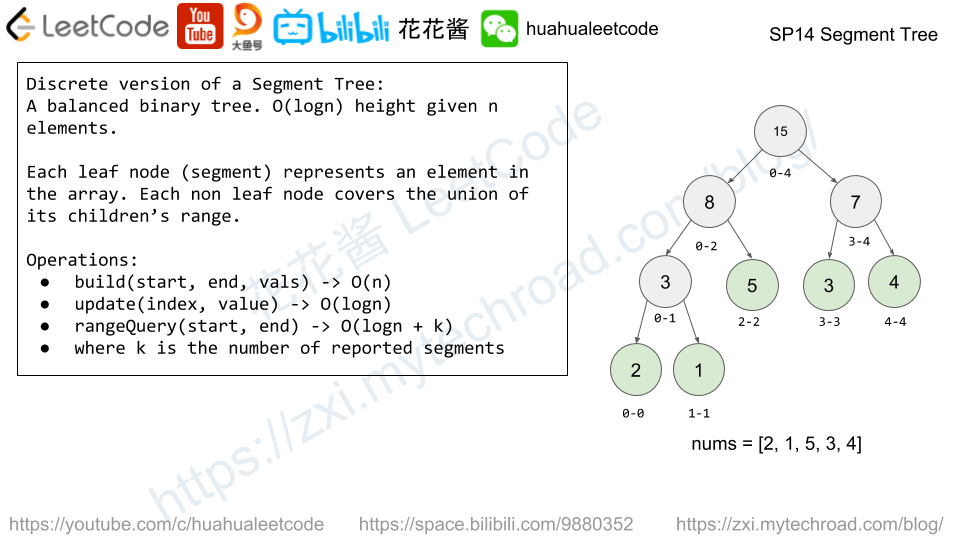 LeetCode You Tube 大鱼号 bilibili 花花酱 huahualeetcode
SP14 Segment Tree
Discrete version of a Segment Tree:
A balanced binary tree. O(logn) height given n
elements.
Each leaf node (segment) represents an element in
the array. Each non leaf node covers the union of
its children’s range.
Operations:
● build(start, end, vals) -> O(n)
● update(index, value) -> O(logn)
● rangeQuery(start, end) -> O(logn + k)
● where k is the number of reported segments
15
0-4
8 7
0-2 3-4
3 5 3 4
0-1 2-2 3-3 4-4
2 1
0-0 1-1
nums = [2, 1, 5, 3, 4]
花花酱 LeetCode
https://zxi.mytechroad.com/blog/
https://youtube.com/c/huahualeetcode https://space.bilibili.com/9880352 https://zxi.mytechroad.com/blog/